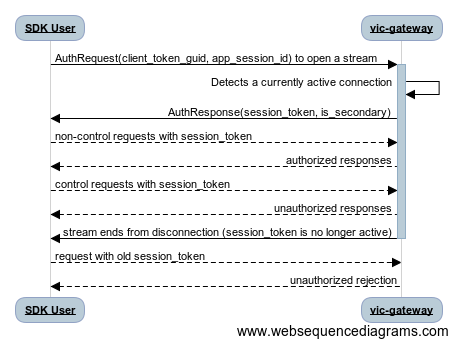 SDK User
vic-gateway
AuthRequest(client_token_guid, app_session_id) to open a stream
Detects a currently active connection
AuthResponse(session_token, is_secondary)
non-control requests with session_token
authorized responses
control requests with session_token
unauthorized responses
stream ends from disconnection (session_token is no longer active)
request with old session_token
unauthorized rejection
SDK User
vic-gateway
www.websequencediagrams.com